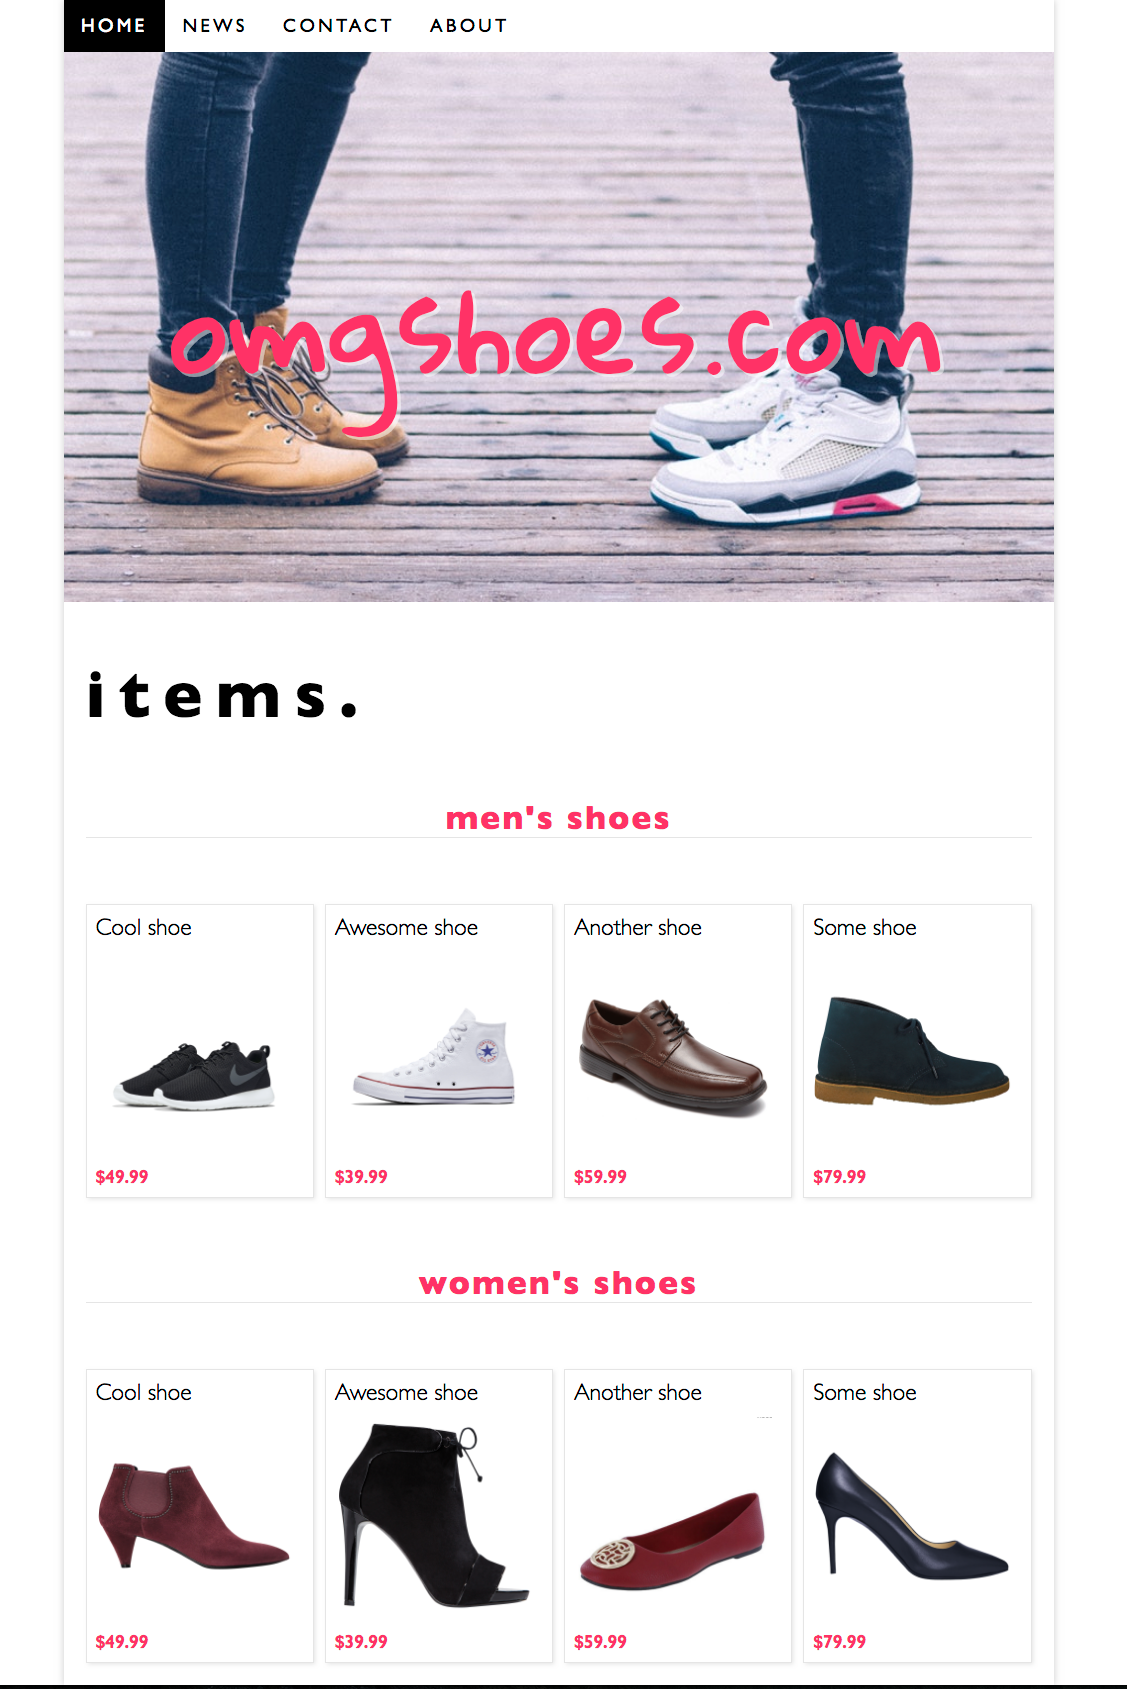 HOME NEWS CONTACT ABOUT
omgshoes.com
items.
men's shoes
Cool shoe
Awesome shoe
Another shoe
Some shoe
$49.99
$39.99
$59.99
$79.99
women's shoes
Cool shoe
Awesome shoe
Another shoe
Some shoe
$49.99
$39.99
$59.99
$79.99